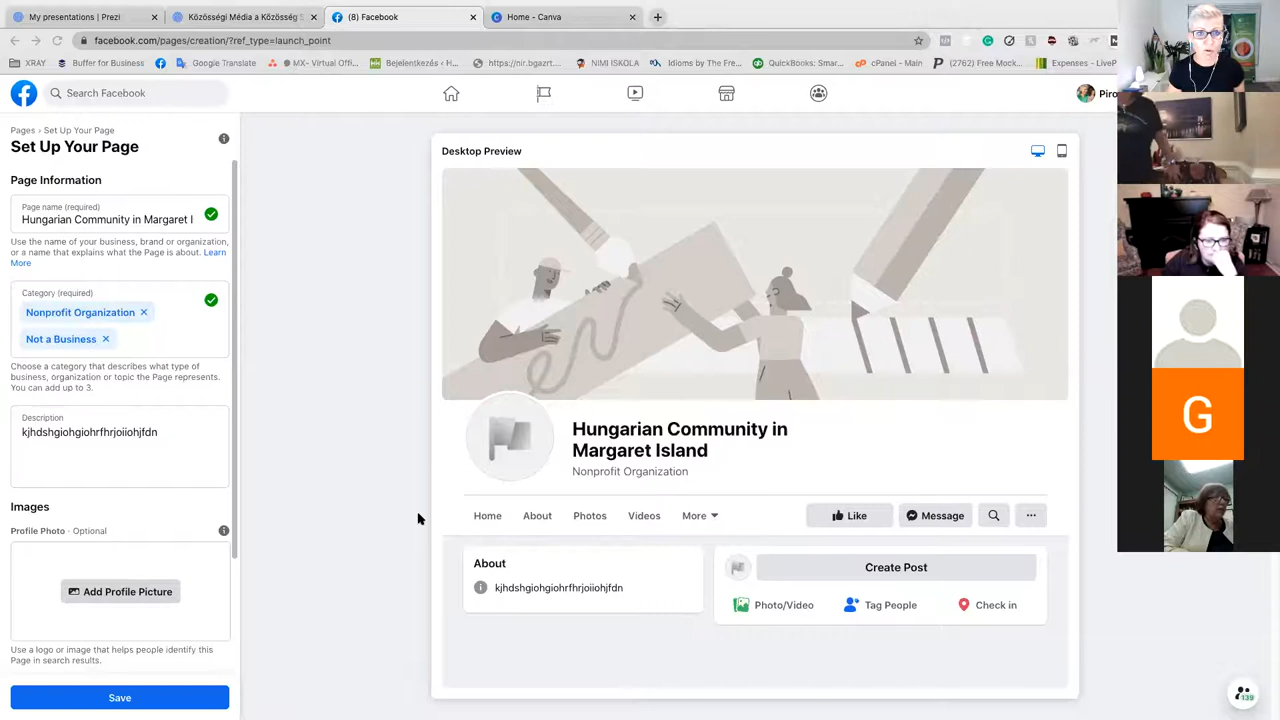 My presentations | Prezi
Közösségi Média a Közösség S
(8) Facebook
Home - Canva
facebook.com/pages/creation/?ref_type=launch_point
XRAY
Buffer for Business
Google Translate
MX- Virtual Offi...
Bejelentkezés ‹ H...
https://nir.bgazrt....
NIMI ISKOLA
Idioms by The Fre...
QuickBooks: Smar...
cPanel - Main
(2762) Free Mock...
Expenses - LiveP
Search Facebook
Piro
Pages › Set Up Your Page
Set Up Your Page
Page Information
Page name (required)
Hungarian Community in Margaret I
Use the name of your business, brand or organization,
or a name that explains what the Page is about. Learn
More
Category (required)
Nonprofit Organization
Not a Business
Choose a category that describes what type of
business, organization or topic the Page represents.
You can add up to 3.
Description
kjhdshgiohgiohrfhrjoiiohjfdn
Images
Profile Photo · Optional
Add Profile Picture
Use a logo or image that helps people identify this
Page in search results.
Save
Desktop Preview
Hungarian Community in
Margaret Island
Nonprofit Organization
Home About Photos Videos More
Like
Message
About
kjhdshgiohgiohrfhrjoiiohjfdn
Create Post
Photo/Video
Tag People
Check in
G
139